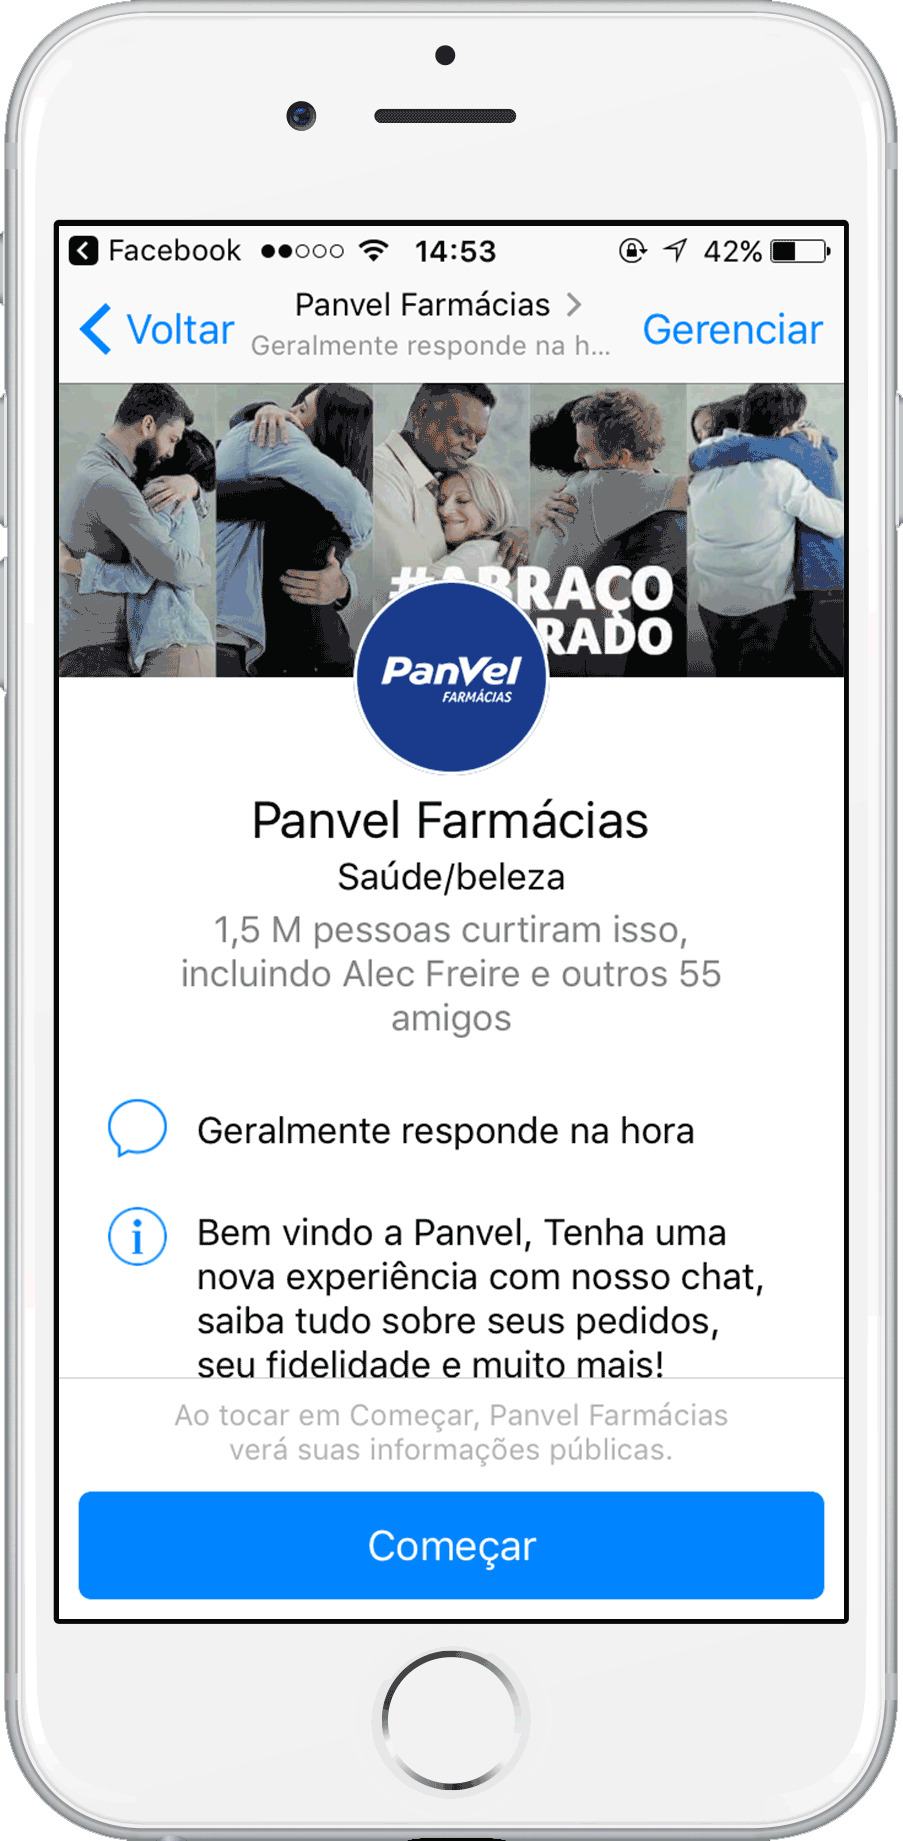 Facebook 14:53 42%
Voltar Panvel Farmácias Gerenciar
Geralmente responde na h...
#ABRAÇO
RADO
PanVel
FARMÁCIAS
Panvel Farmácias
Saúde/beleza
1,5 M pessoas curtiram isso,
incluindo Alec Freire e outros 55
amigos
Geralmente responde na hora
Bem vindo a Panvel, Tenha uma
nova experiência com nosso chat,
saiba tudo sobre seus pedidos,
seu fidelidade e muito mais!
Ao tocar em Começar, Panvel Farmácias
verá suas informações públicas.
Começar